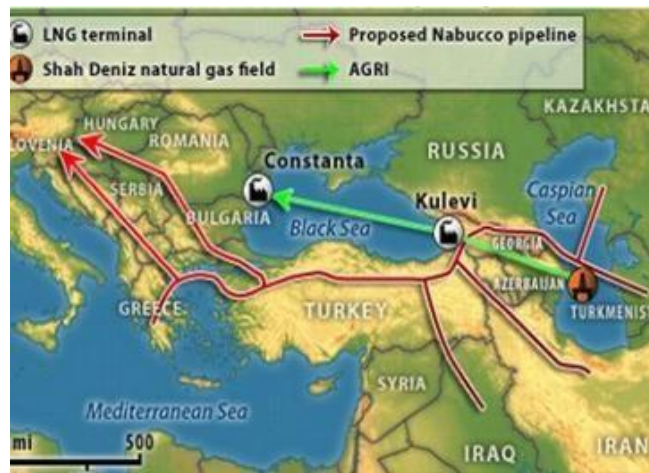 LNG terminal
Proposed Nabucco pipeline
Shah Deniz natural gas field
AGRI
KAZAKHSTA
HUNGARY
LOVENIA
ROMANIA
RUSSIA
Constanta
SERBIA
Caspian
Sea
Kulevi
BULGARIA
Black Sea
GEORGIA
AZERBAIJAN
GREECE
TURKEY
TURKMENIS
SYRIA
Mediterranean Sea
mi 500
IRAQ
IRAN